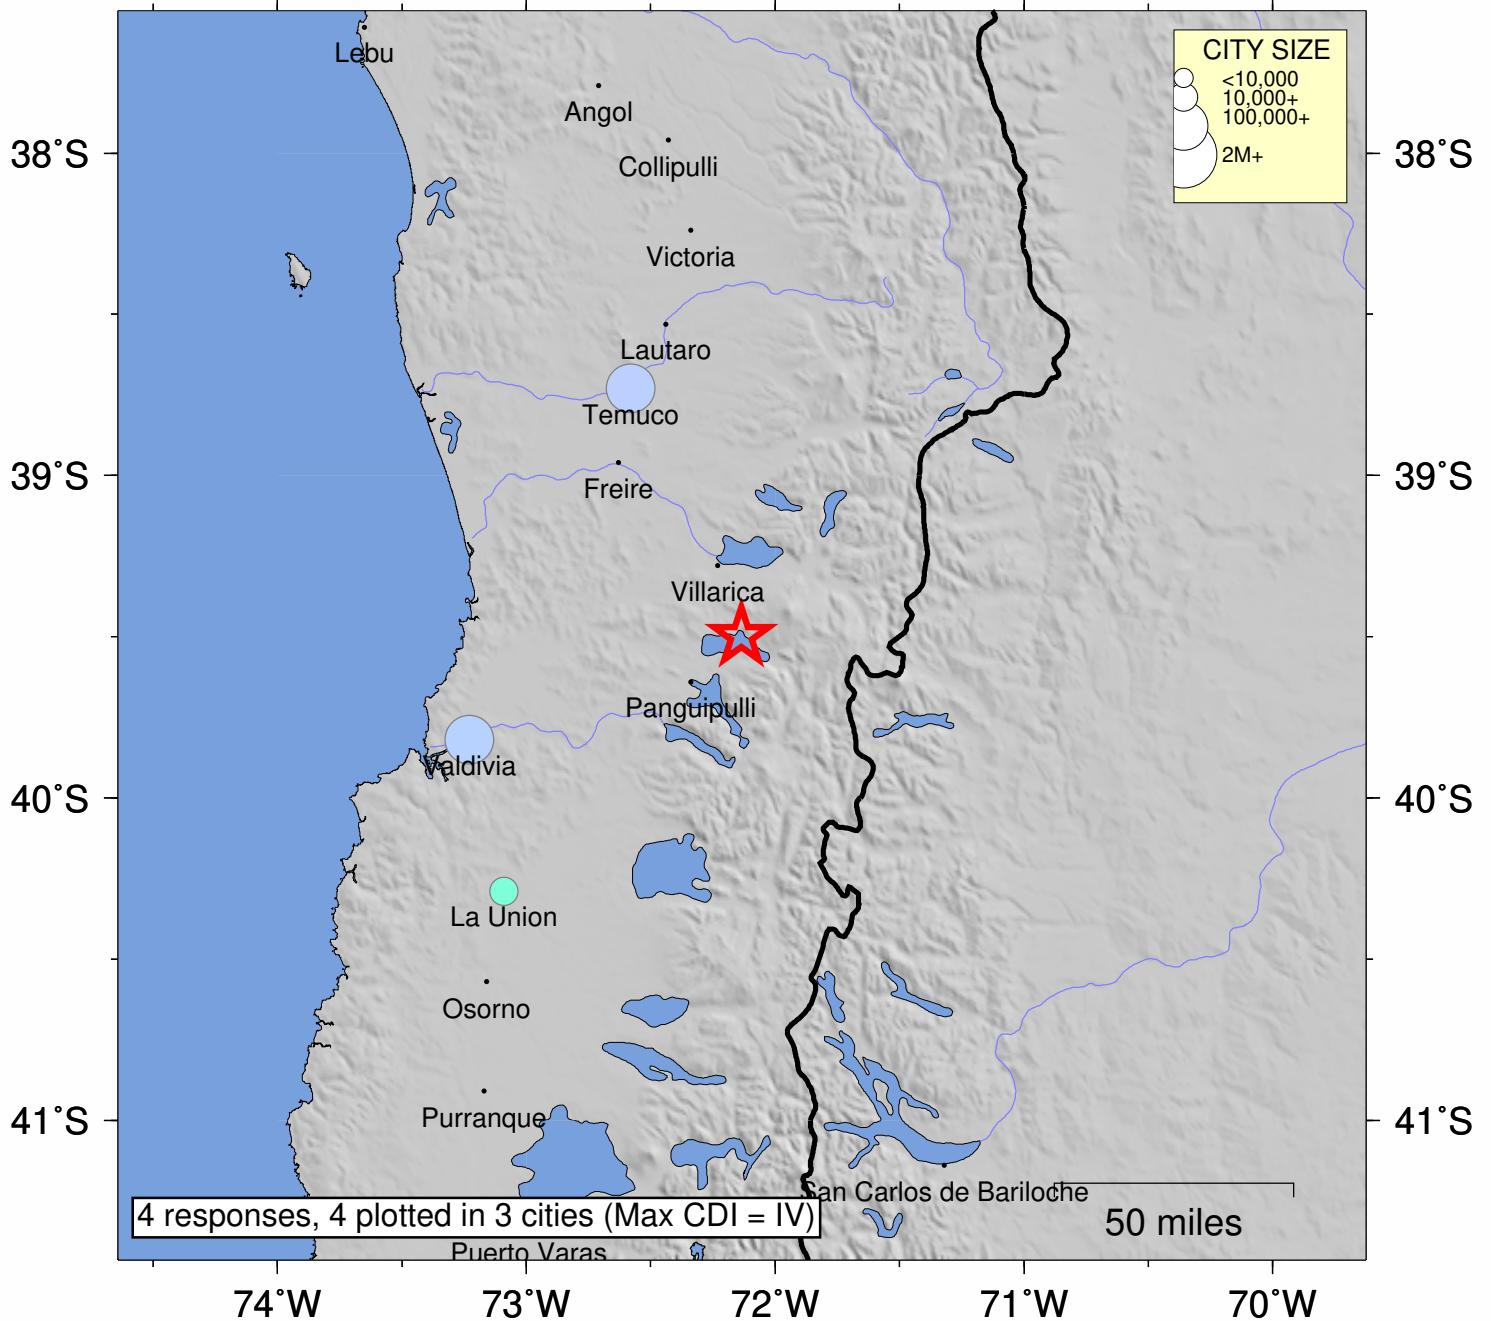 Lebu
CITY SIZE
<10,000
10,000+
100,000+
2M+
Angol
38°S
38°S
Collipulli
Victoria
Lautaro
Temuco
39°S
39°S
Freire
Villarica
Panguipulli
Valdivia
40°S
40°S
La Union
Osorno
Purranque
41°S
41°S
San Carlos de Bariloche
4 responses, 4 plotted in 3 cities (Max CDI = IV)
50 miles
Puerto Varas
74°W
73°W
72°W
71°W
70°W